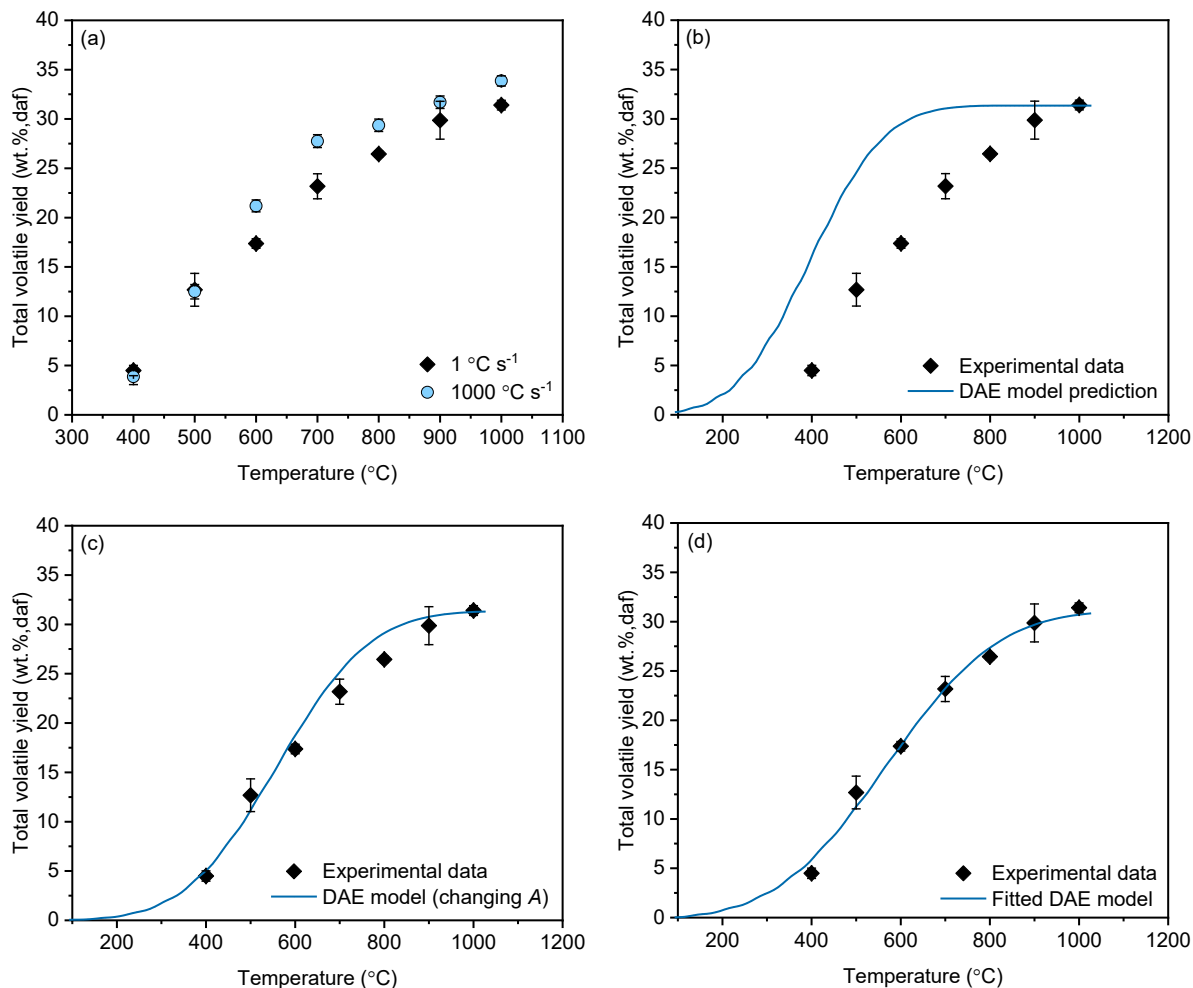 (a)
Total volatile yield (wt.%,daf)
40
35
30
25
20
15
10
5
0
1 °C s-1
1000 °C s-1
300 400 500 600 700 800 900 1000 1100
Temperature (°C)
(b)
Total volatile yield (wt.%,daf)
40
35
30
25
20
15
10
5
0
Experimental data
DAE model prediction
200 400 600 800 1000 1200
Temperature (°C)
(c)
Total volatile yield (wt.%,daf)
40
35
30
25
20
15
10
5
0
Experimental data
DAE model (changing A)
200 400 600 800 1000 1200
Temperature (°C)
(d)
Total volatile yield (wt.%,daf)
40
35
30
25
20
15
10
5
0
Experimental data
Fitted DAE model
200 400 600 800 1000 1200
Temperature (°C)